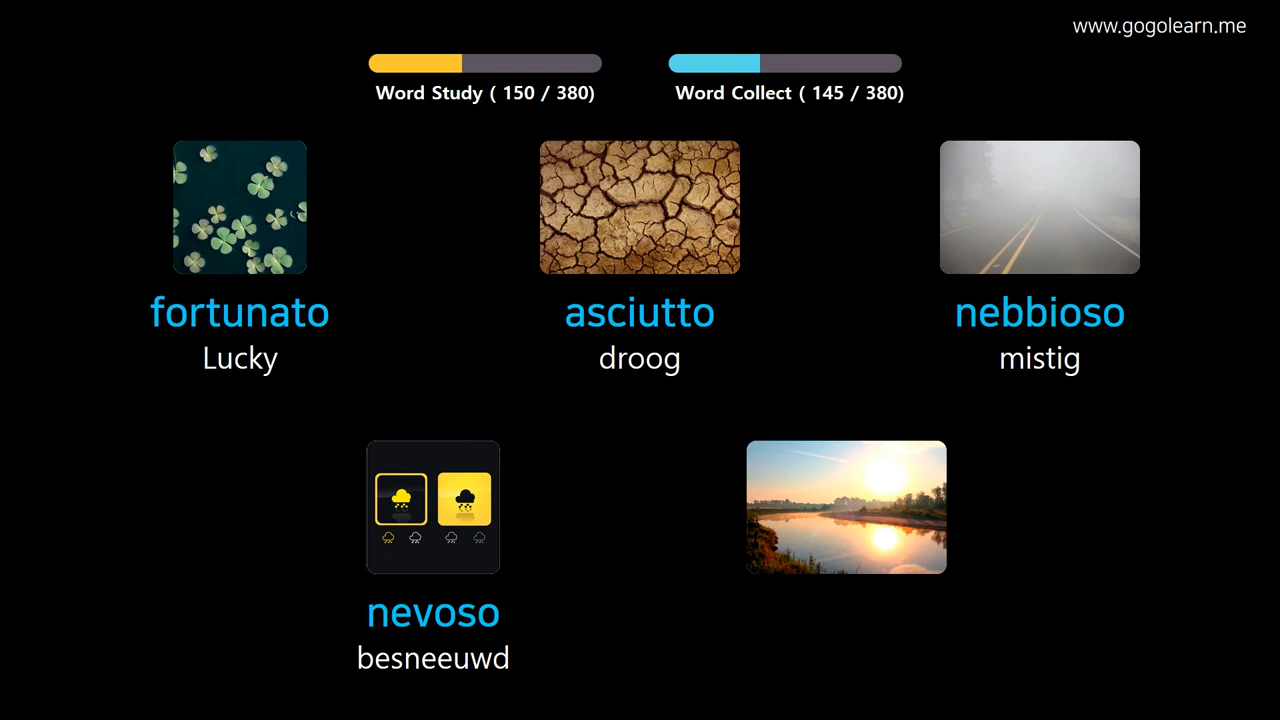 www.gogolearn.me
Word Study ( 150 / 380)
Word Collect ( 145 / 380)
fortunato
Lucky
asciutto
droog
nebbioso
mistig
nevoso
besneeuwd